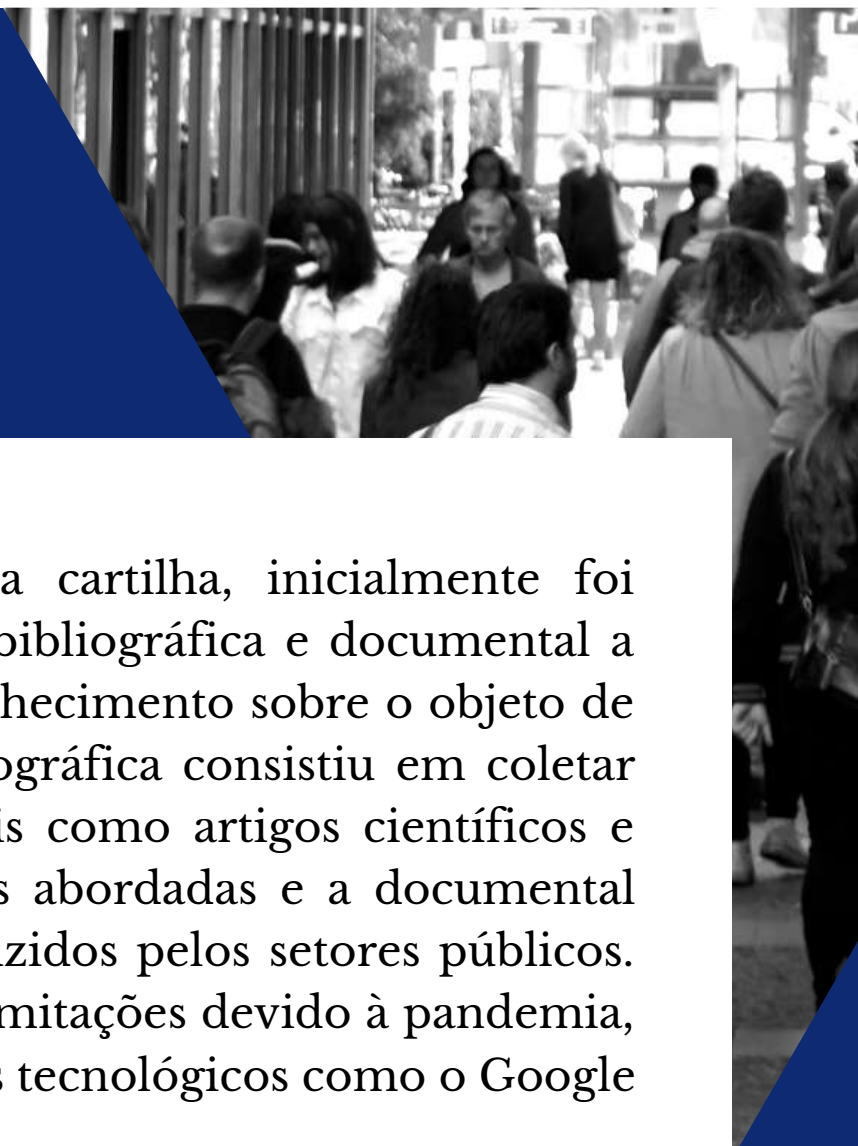 a cartilha, inicialmente foi
bibliográfica e documental a
hecimento sobre o objeto de
ográfica consistiu em coletar
is como artigos científicos e
s abordadas e a documental
zidos pelos setores públicos.
mitações devido à pandemia,
s tecnológicos como o Google